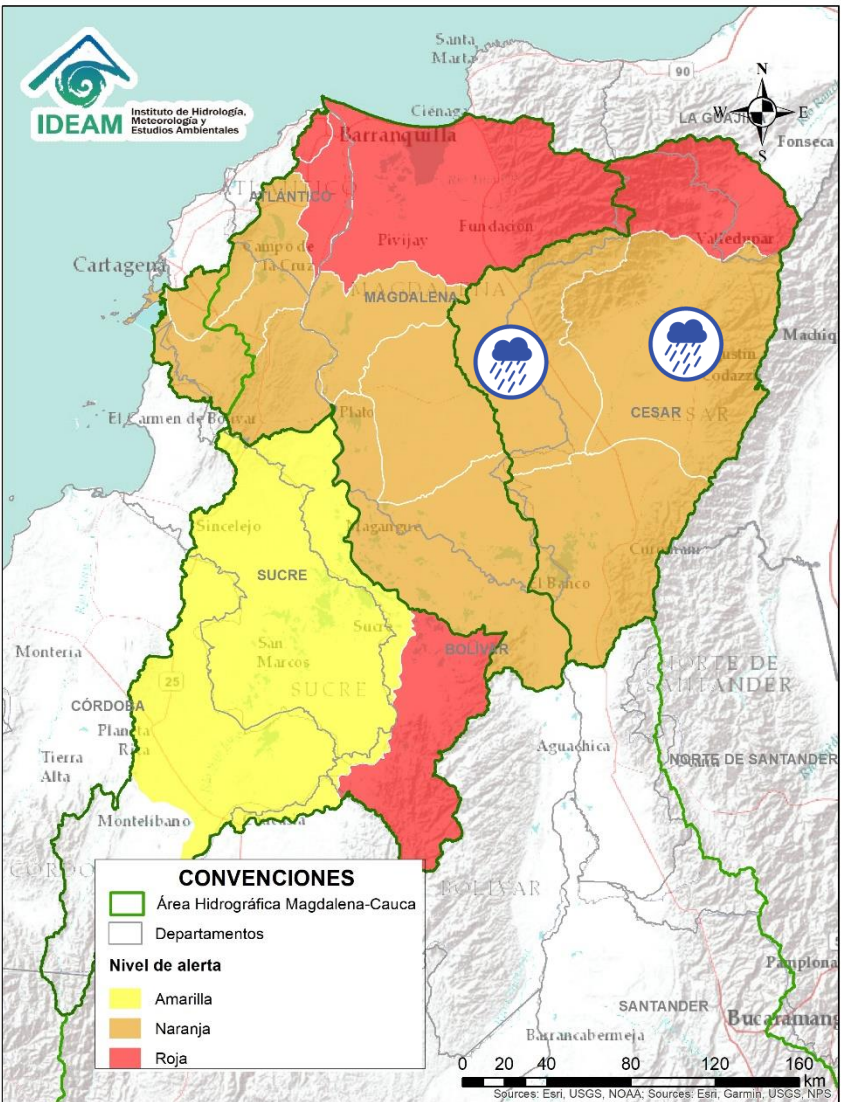 IDEAM
Instituto de Hidrología,
Meteorología y
Estudios Ambientales
Santa
Marta
90
N
W
E
S
LA GUAJIRA
Fonseca
Ciénaga
Barranquilla
ATLÁNTICO
Pivijay
Fundación
Valledupar
Cartagena
Campo de
la Cruz
MAGDALENA
Machiq
Codazzi
CESAR
CESAR
El Carmen de Bolívar
Plato
Sincelejo
Magangué
Curumaní
SUCRE
El Banco
Sucre
San
Marcos
BOLÍVAR
Montería
25
SUCRE
NORTE DE
SANTANDER
CÓRDOBA
Planeta
Rica
Tierra
Alta
Aguachica
NORTE DE SANTANDER
Montelíbano
CONVENCIONES
Área Hidrográfica Magdalena-Cauca
Departamentos
Nivel de alerta
Amarilla
Naranja
Roja
BOLÍVAR
Pamplona
SANTANDER
Bucaramang
Barrancabermeja
0 20 40 80 120 160
km
Sources: Esri, USGS, NOAA; Sources: Esri, Garmin, USGS, NPS